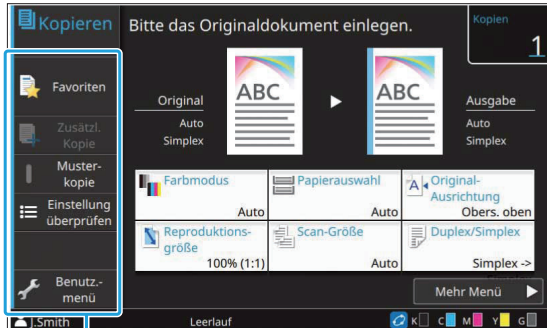 Kopieren
Bitte das Originaldokument einlegen.
Kopien
1
Favoriten
Zusätzl.
Kopie
Muster-
kopie
Einstellung
überprüfen
Benutz.-
menü
Original
Auto
Simplex
ABC
ABC
Ausgabe
Auto
Simplex
Farbmodus
Auto
Papierauswahl
Auto
Original-
Ausrichtung
Obers. oben
Reproduktions-
größe
100% (1:1)
Scan-Größe
Auto
Duplex/Simplex
Simplex ->
Mehr Menü
J.Smith
Leerlauf
K C M Y G